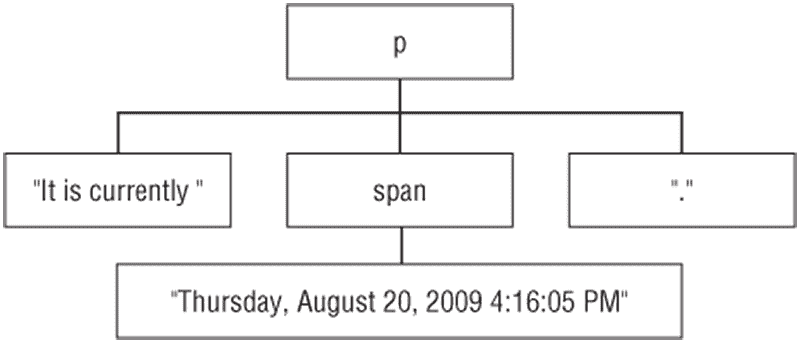 p
"It is currently "
span
"."
"Thursday, August 20, 2009 4:16:05 PM"